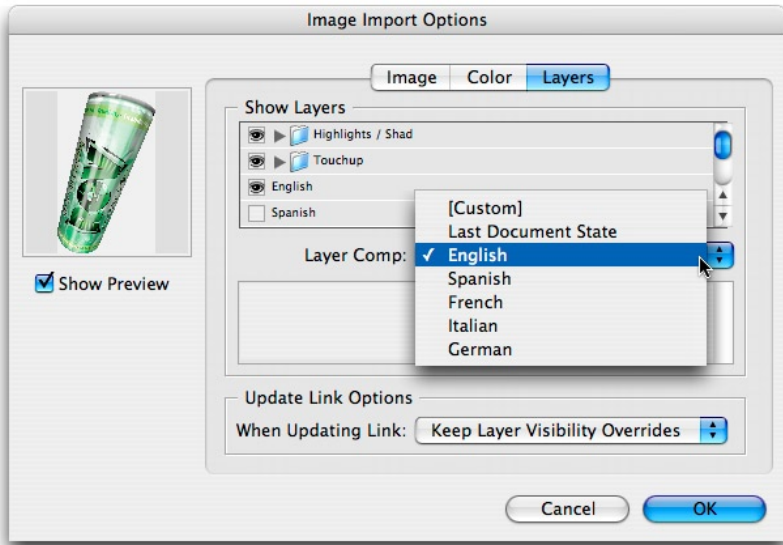 Image Import Options
Image Color Layers
Show Layers
Highlights / Shad
Touchup
English
Spanish
Layer Comp:
[Custom]
Last Document State
English
Spanish
French
Italian
German
Show Preview
Update Link Options
When Updating Link: Keep Layer Visibility Overrides
Cancel OK